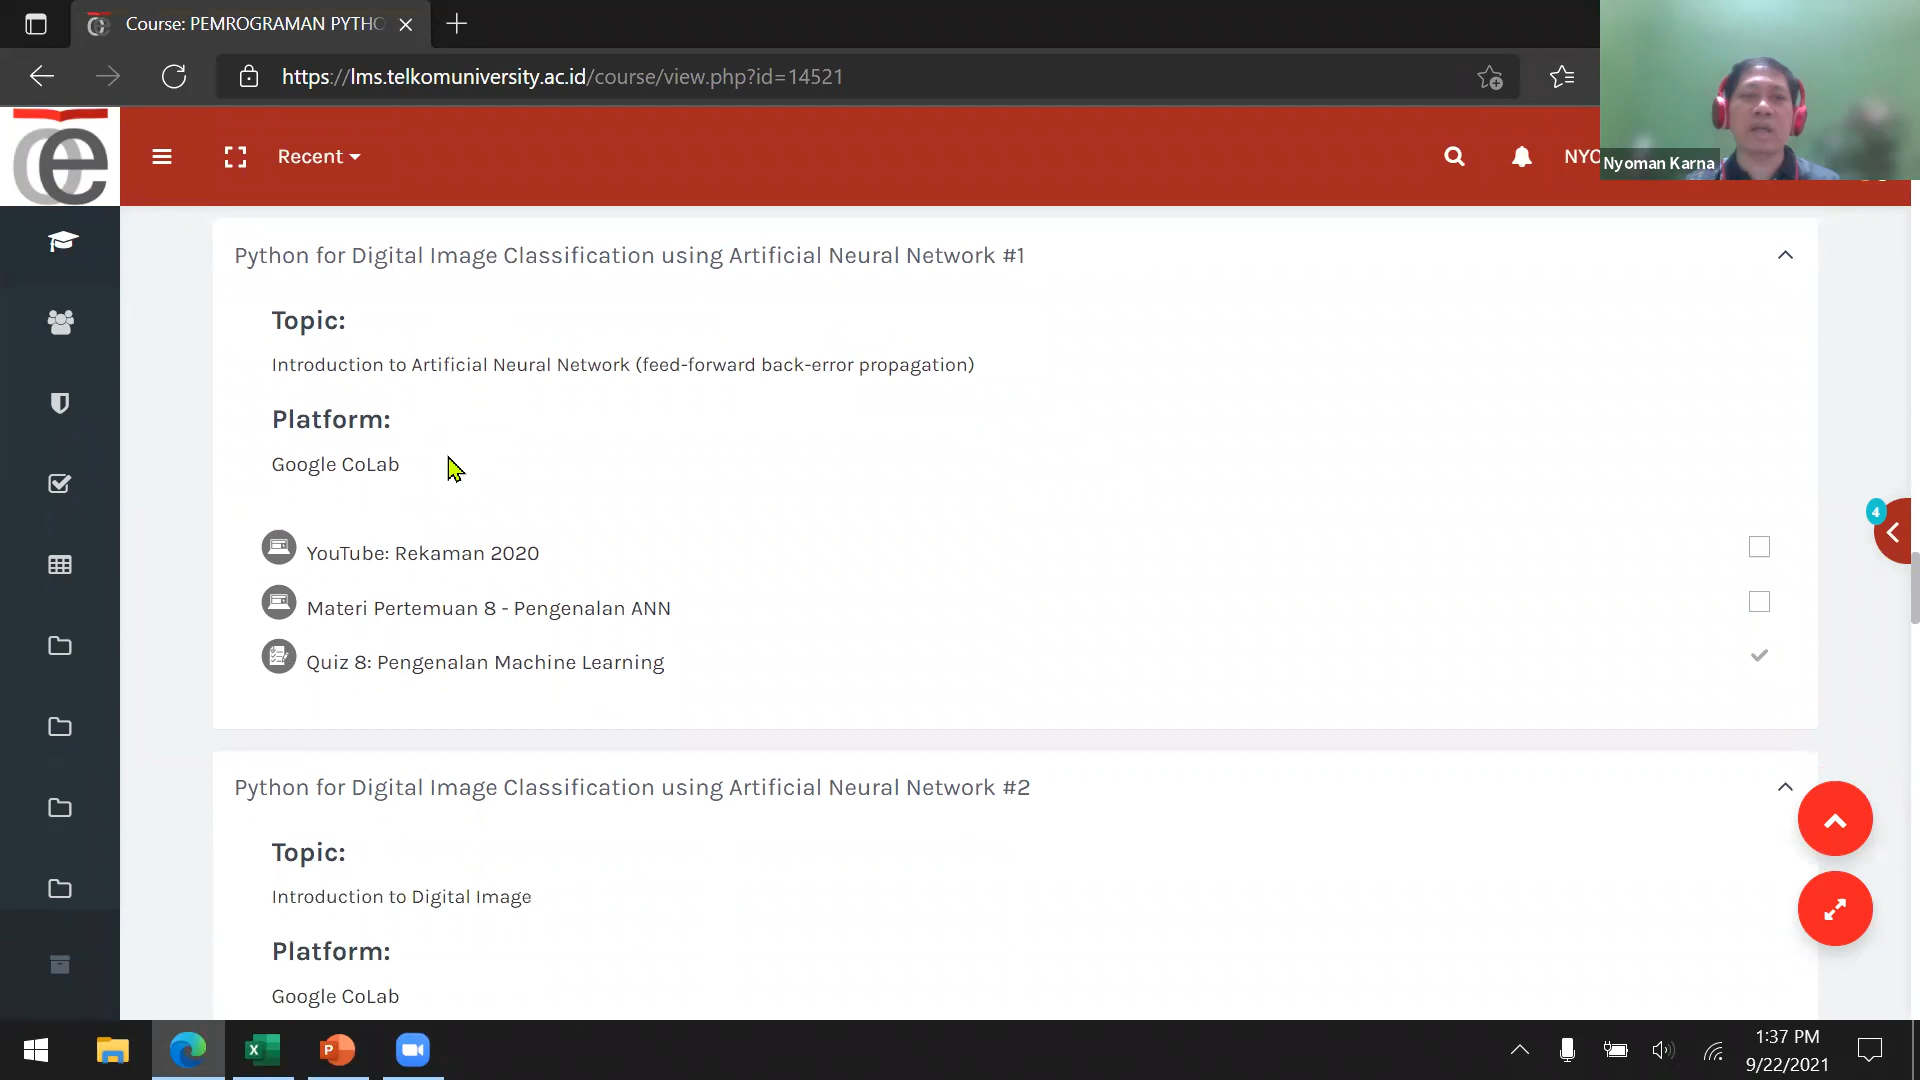 Course: PEMROGRAMAN PYTHO
https://lms.telkomuniversity.ac.id/course/view.php?id=14521
Recent
NYO
Nyoman Karna
Python for Digital Image Classification using Artificial Neural Network #1
Topic:
Introduction to Artificial Neural Network (feed-forward back-error propagation)
Platform:
Google CoLab
4
YouTube: Rekaman 2020
Materi Pertemuan 8 - Pengenalan ANN
Quiz 8: Pengenalan Machine Learning
Python for Digital Image Classification using Artificial Neural Network #2
Topic:
Introduction to Digital Image
Platform:
Google CoLab
1:37 PM
9/22/2021